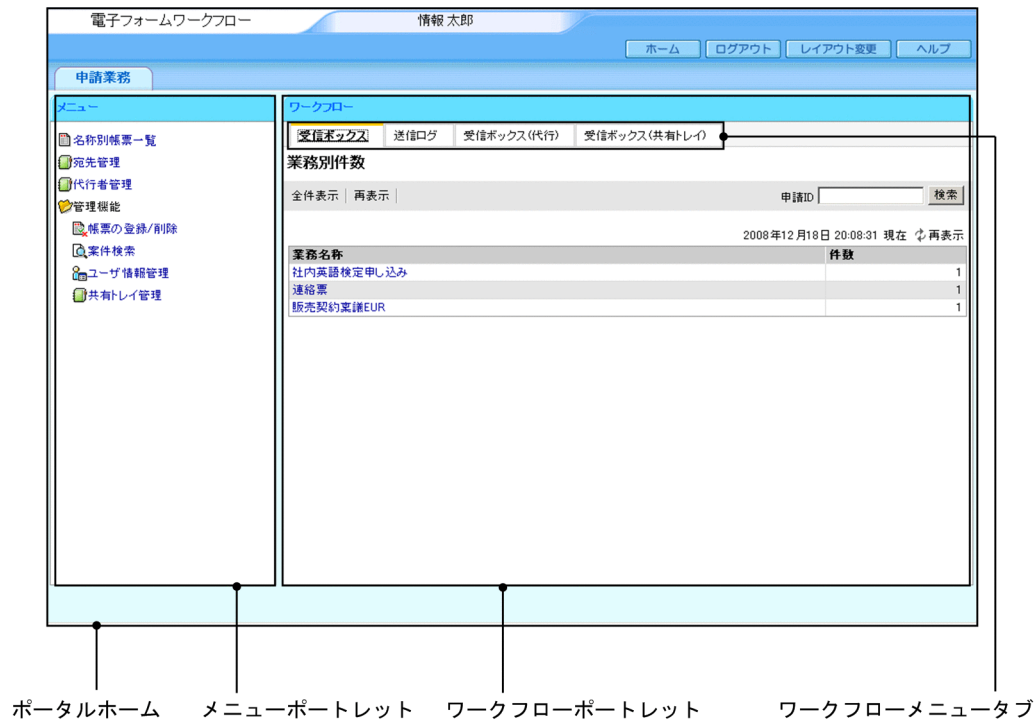 電子フォームワークフロー 情報 太郎
ホーム ログアウト レイアウト変更 ヘルプ
申請業務
メニュー
名称別帳票一覧
宛先管理
代行者管理
管理機能
帳票の登録/削除
案件検索
ユーザ情報管理
共有トレイ管理
ワークフロー
受信ボックス 送信ログ 受信ボックス(代行) 受信ボックス(共有トレイ)
業務別件数
全件表示 | 再表示 | 申請ID 検索
2008年12月18日 20:08:31 現在 再表示
業務名称 件数
社内英語検定申し込み 1
連絡票 1
販売契約稟議EUR 1
ポータルホーム メニューポートレット ワークフローポートレット ワークフローメニュータブ